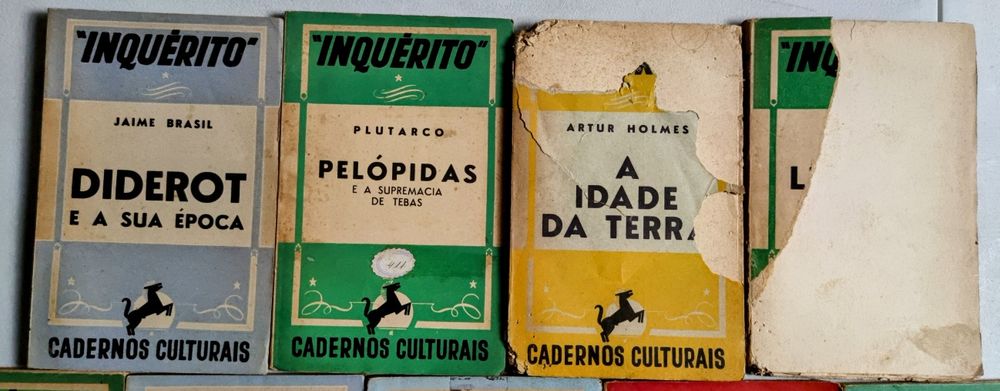 "INQUÉRITO"
JAIME BRASIL
DIDEROT
E A SUA ÉPOCA
CADERNOS CULTURAIS
"INQUÉRITO"
PLUTARCO
PELÓPIDAS
E A SUPREMACIA
DE TEBAS
CADERNOS CULTURAIS
ARTUR HOLMES
A
IDADE
DA TERRA
CADERNOS CULTURAIS
"INQ
L